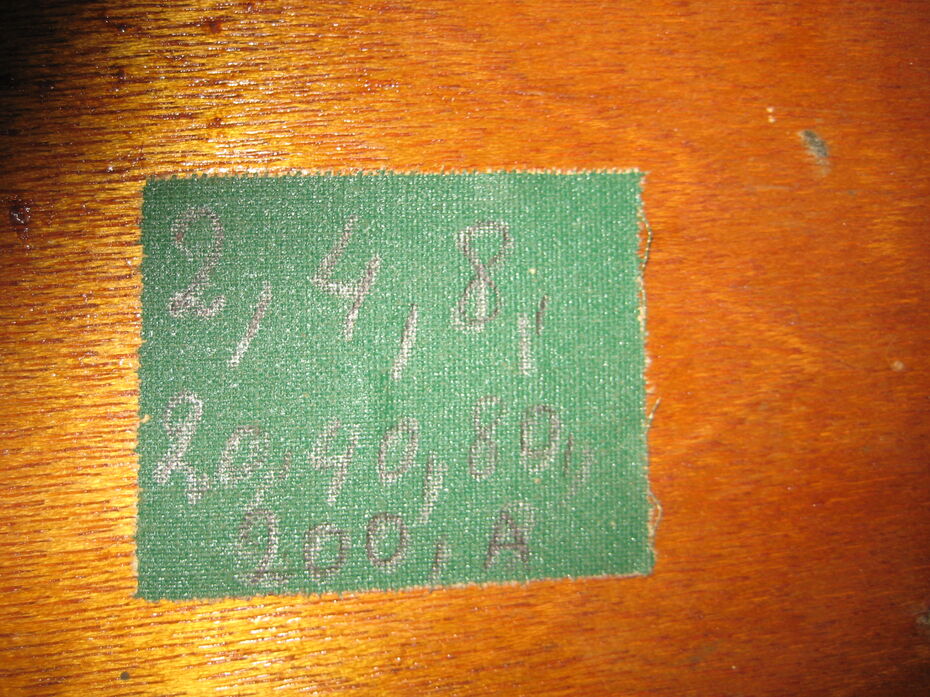 2, 4, 8,
20, 40, 80,
200, A